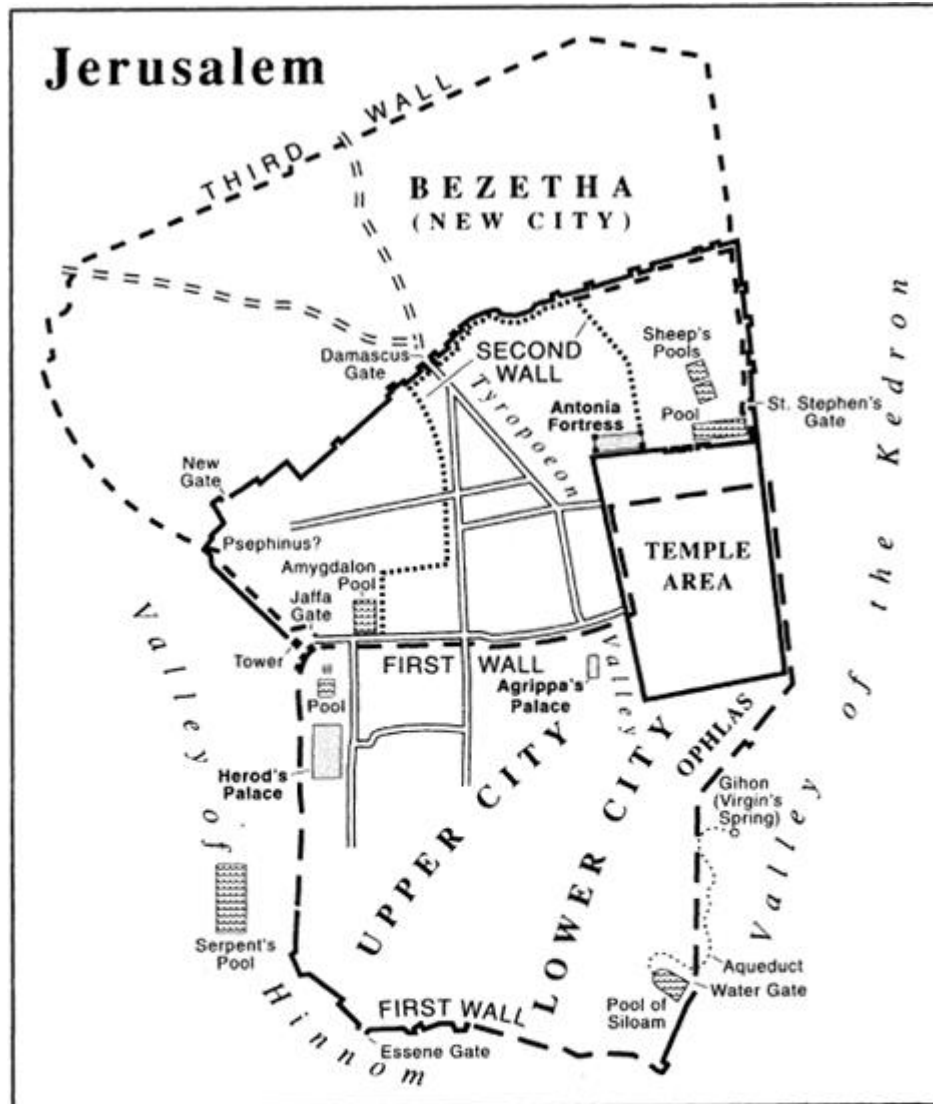 Jerusalem
THIRD WALL
BEZETHA
(NEW CITY)
Damascus
Gate
SECOND
WALL
Tyropoeon
Sheep's
Pools
Antonia
Fortress
Pool
St. Stephen's
Gate
New
Gate
Psephinus?
TEMPLE
AREA
Amygdalon
Pool
Jaffa
Gate
Tower
FIRST WALL
Pool
Agrippa's
Palace
Valley
Herod's
Palace
UPPER CITY
LOWER CITY
OPHLAS
Gihon
(Virgin's
Spring)
Valley of the Kedron
Valley of Hinnom
Serpent's
Pool
Aqueduct
Water Gate
Pool of
Siloam
FIRST WALL
Essene Gate